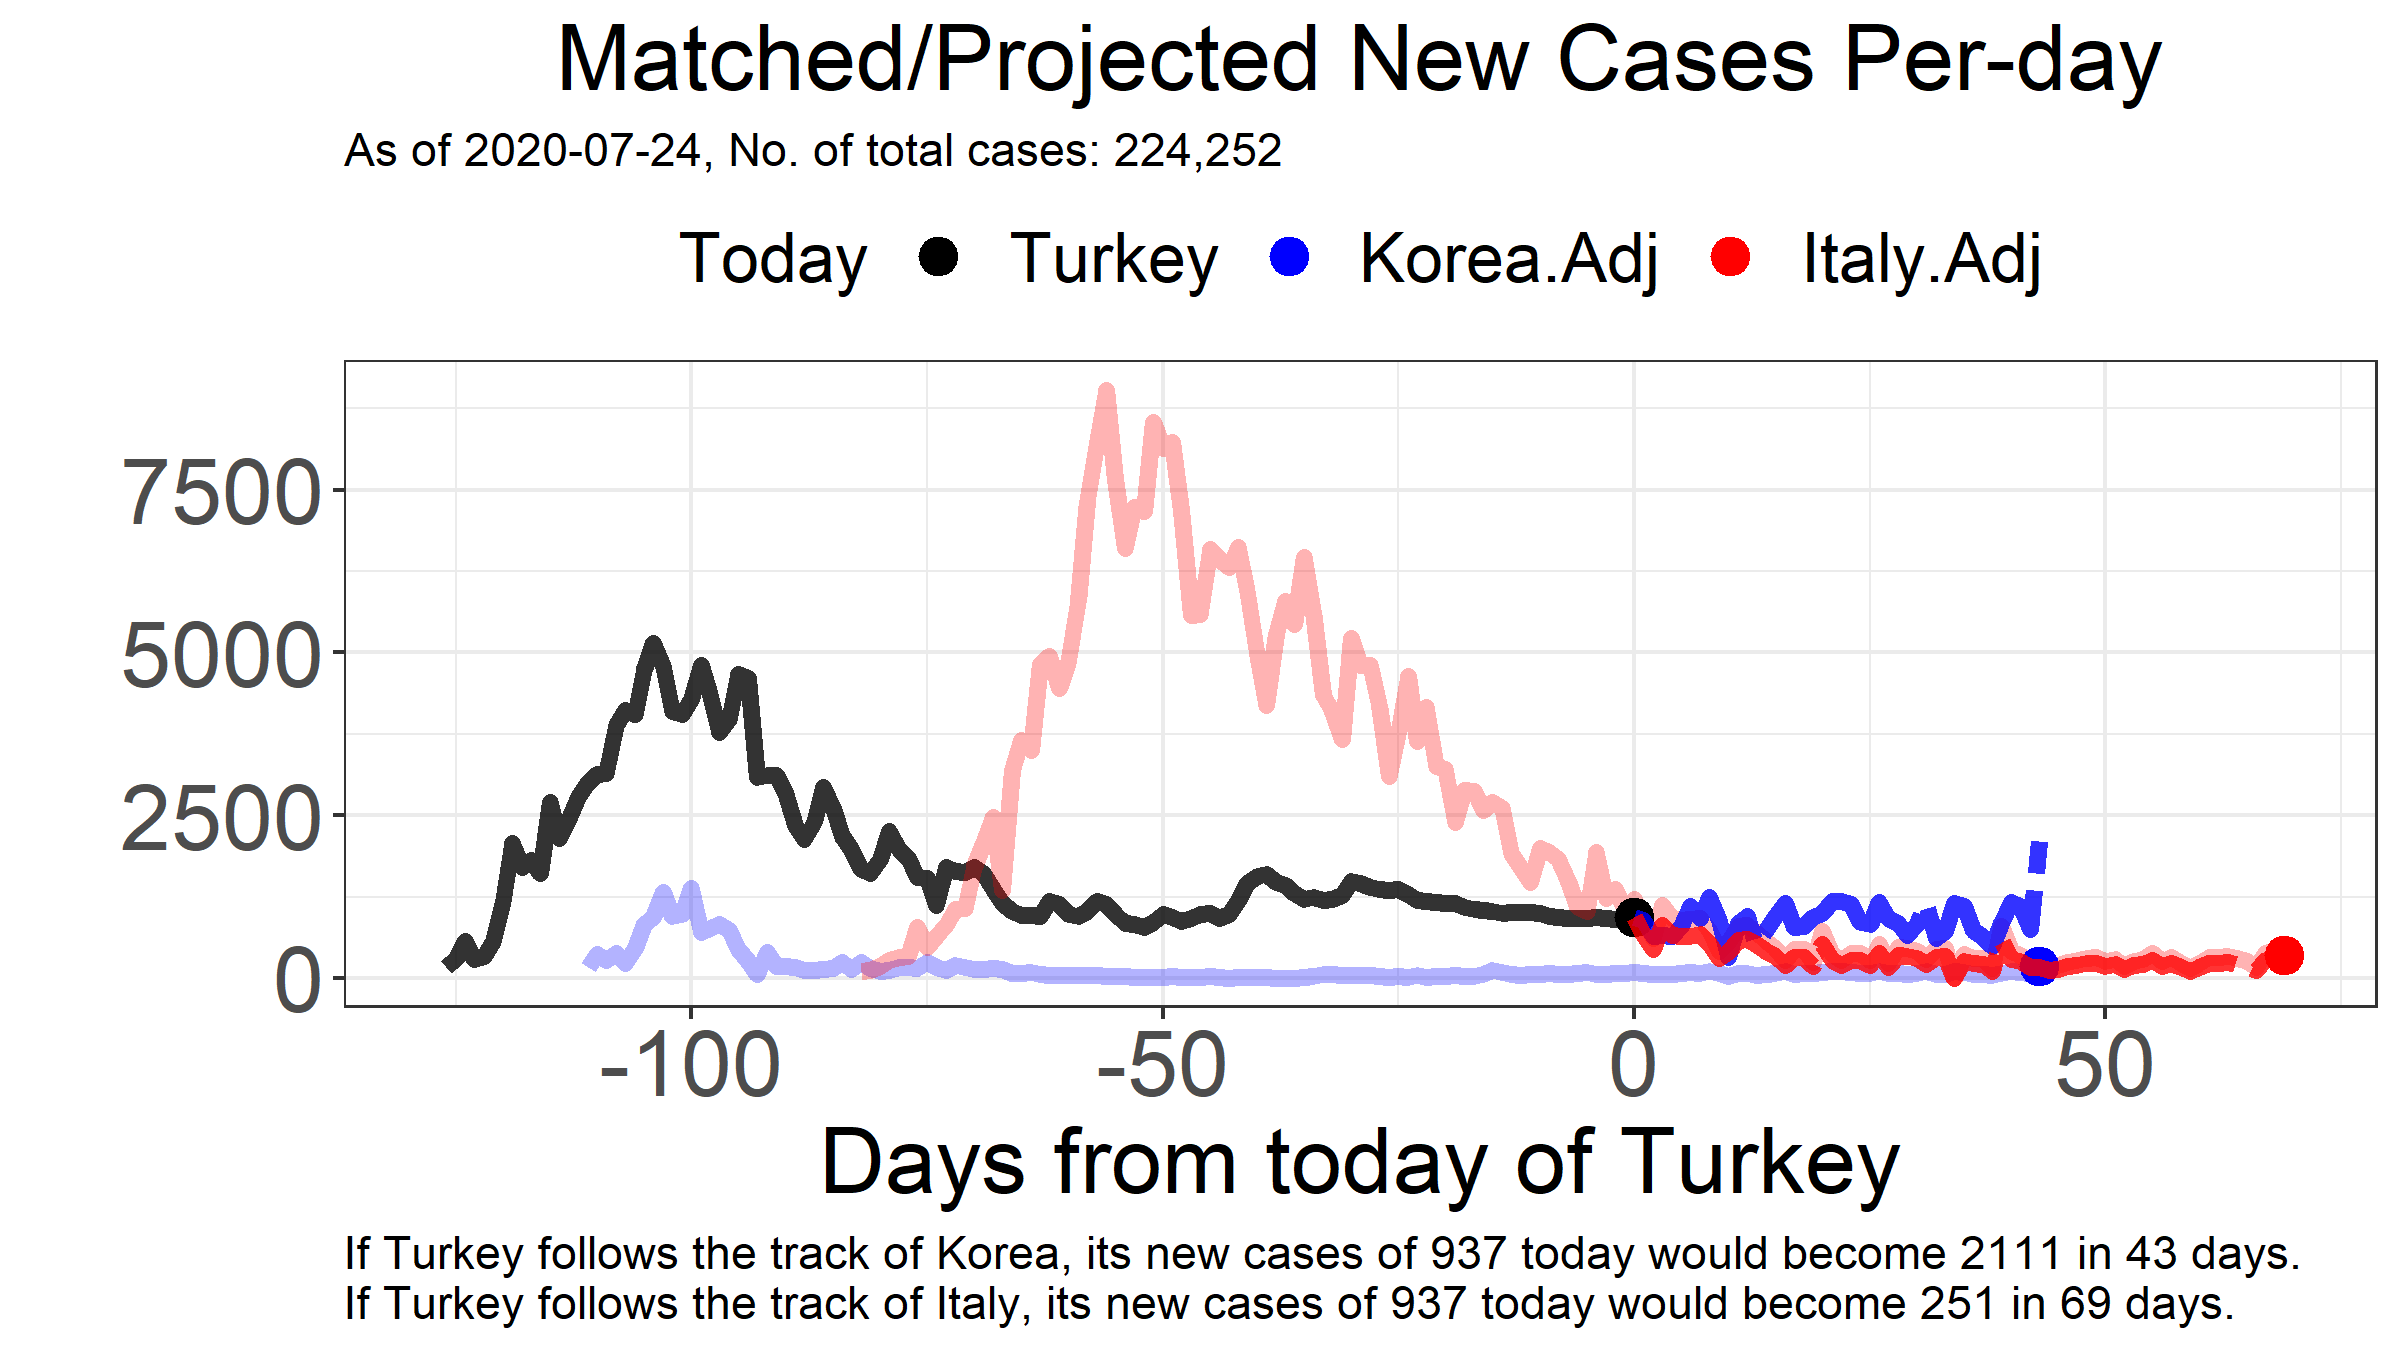 Matched/Projected New Cases Per-day
As of 2020-07-24, No. of total cases: 224,252
Today Turkey Korea.Adj Italy.Adj
7500
5000
2500
0
-100 -50 0 50
Days from today of Turkey
If Turkey follows the track of Korea, its new cases of 937 today would become 2111 in 43 days.
If Turkey follows the track of Italy, its new cases of 937 today would become 251 in 69 days.